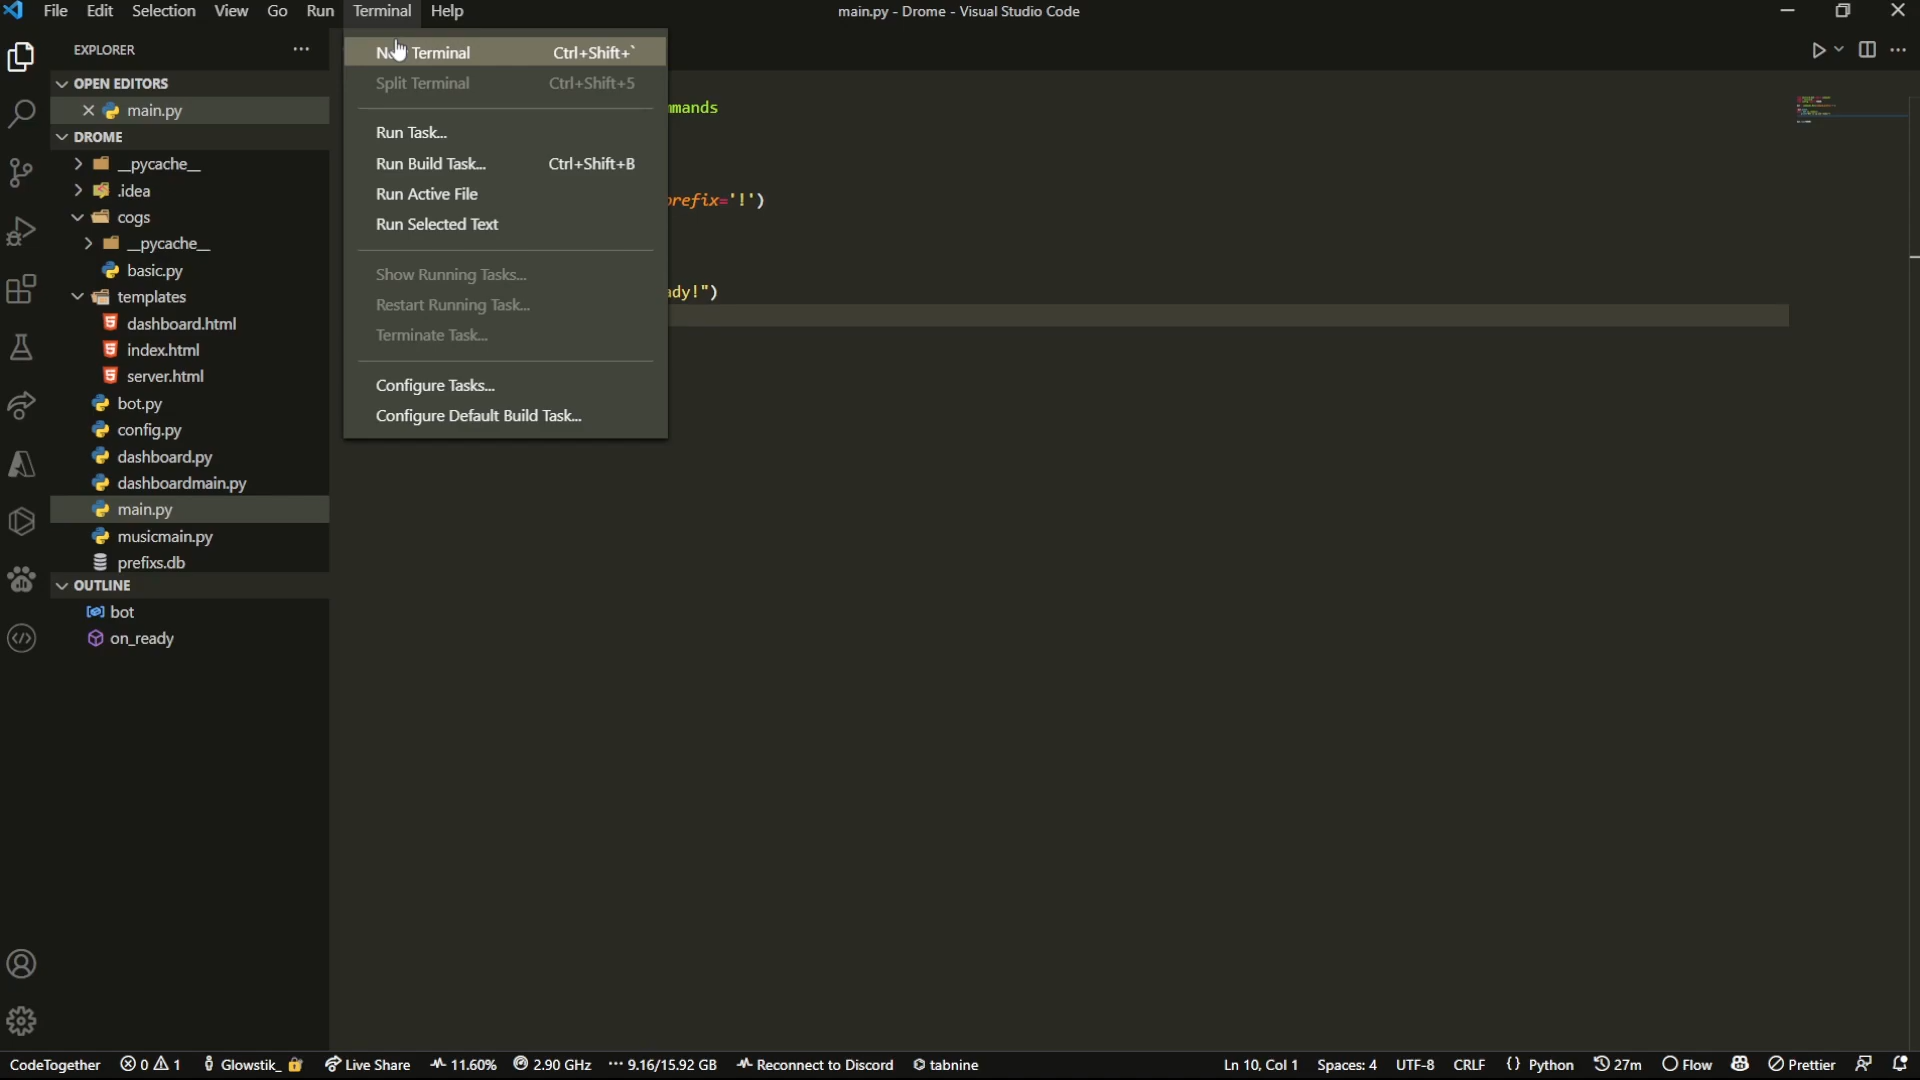 File Edit Selection View Go Run Terminal Help main.py - Drome - Visual Studio Code
EXPLORER
OPEN EDITORS
main.py
DROME
__pycache__
.idea
cogs
__pycache__
basic.py
templates
dashboard.html
index.html
server.html
bot.py
config.py
dashboard.py
dashboardmain.py
main.py
musicmain.py
prefixs.db
OUTLINE
bot
on_ready
Terminal Ctrl+Shift+`
Split Terminal Ctrl+Shift+5
Run Task...
Run Build Task... Ctrl+Shift+B
Run Active File
Run Selected Text
Show Running Tasks...
Restart Running Task...
Terminate Task...
Configure Tasks...
Configure Default Build Task...
mmands
prefix='!')
ady!")
CodeTogether 0 1 Glowstik_ Live Share 11.60% 2.90 GHz 9.16/15.92 GB Reconnect to Discord tabnine Ln 10, Col 1 Spaces: 4 UTF-8 CRLF {} Python 27m Flow Prettier